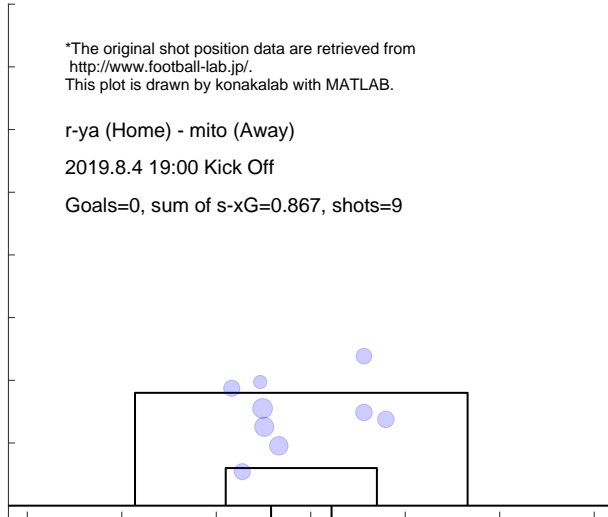 *The original shot position data are retrieved from
http://www.football-lab.jp/.
This plot is drawn by konakalab with MATLAB.
r-ya (Home) - mito (Away)
2019.8.4 19:00 Kick Off
Goals=0, sum of s-xG=0.867, shots=9